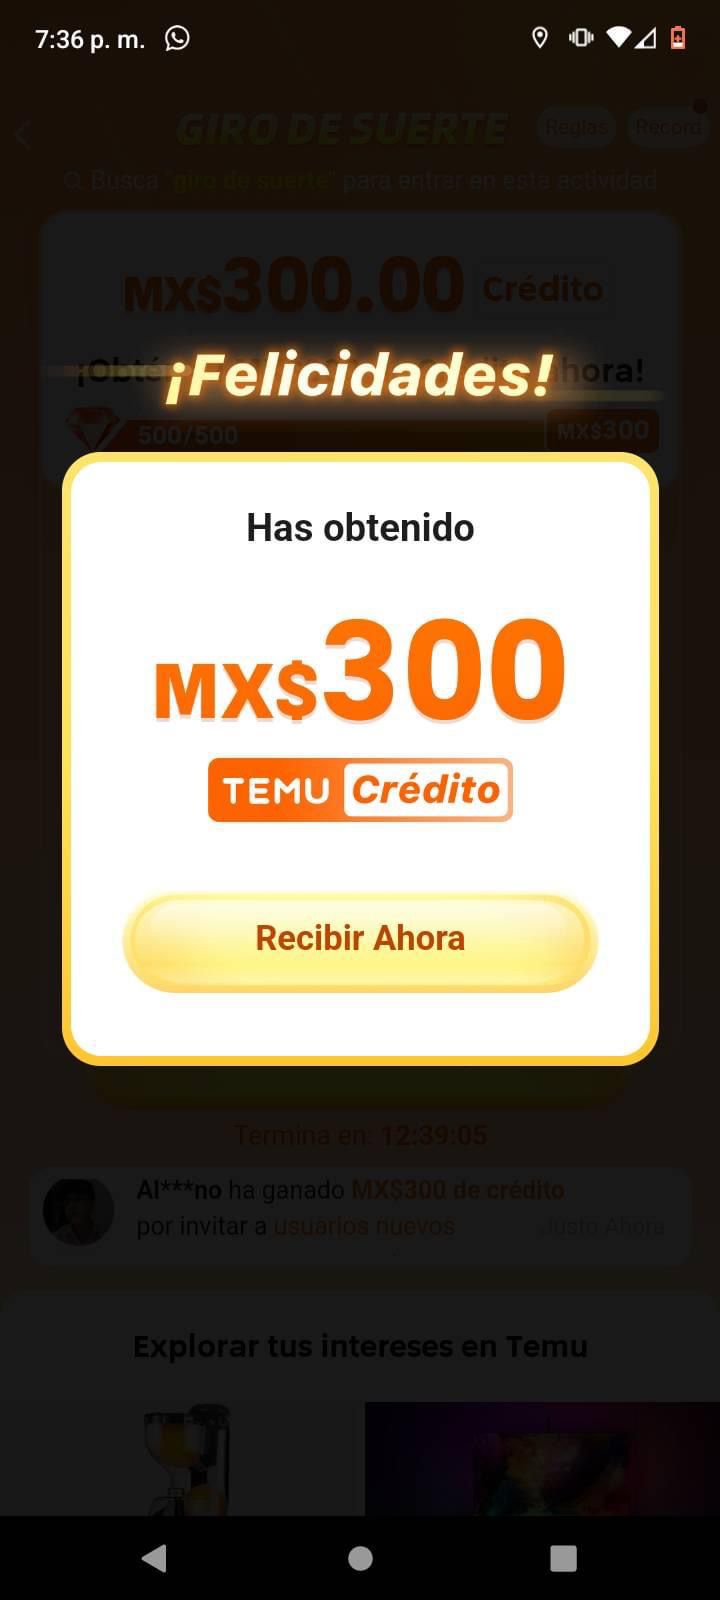 7:36 p. m.
GIRO DE SUERTE
Reglas
Record
Busca "giro de suerte" para entrar en esta actividad
MX$300.00 Crédito
¡Obté
ahora!
¡Felicidades!
500/500
MX$300
Has obtenido
MX$300
TEMU Crédito
Recibir Ahora
Termina en: 12:39:05
Al***no ha ganado MX$300 de crédito
por invitar a usuarios nuevos
Justo Ahora
Explorar tus intereses en Temu